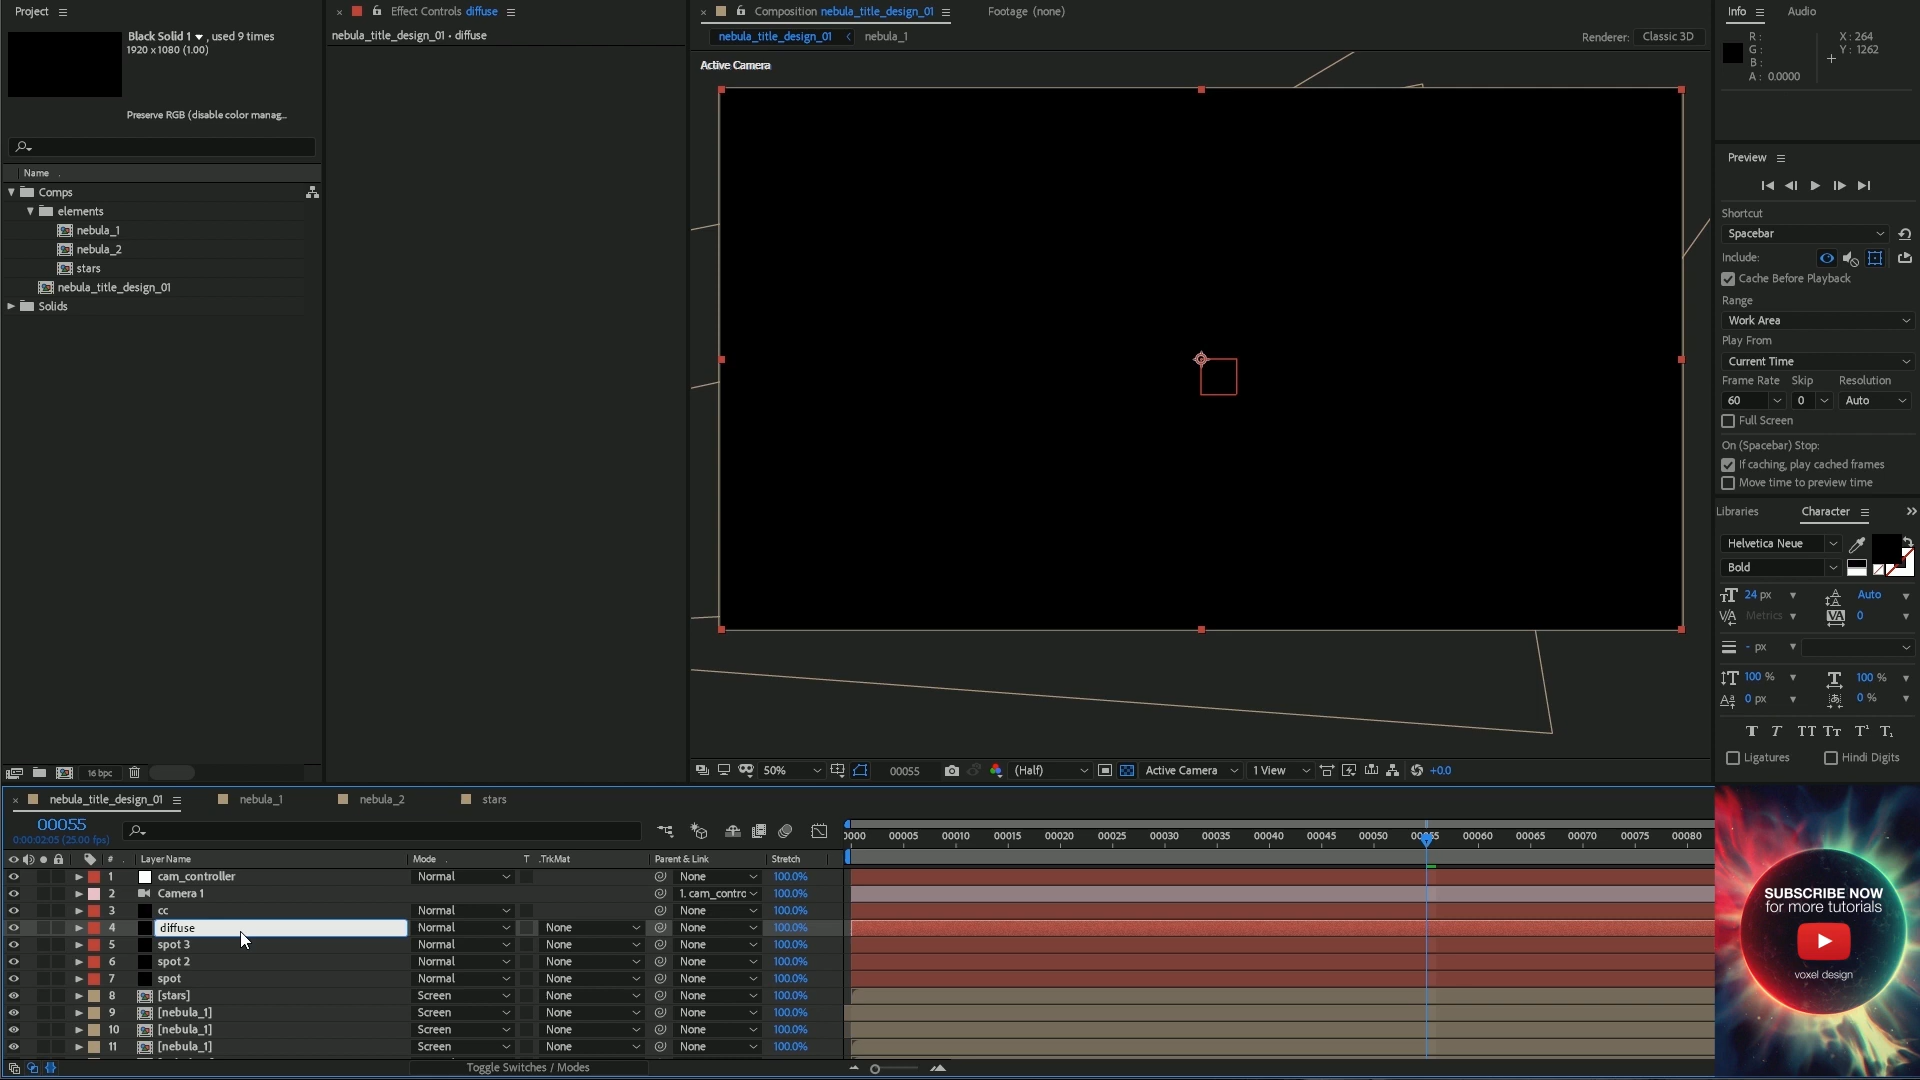 Project
Black Solid 1 , used 9 times
1920 x 1080 (1.00)
Preserve RGB (disable color manag...
Name
Comps
elements
nebula_1
nebula_2
stars
nebula_title_design_01
Solids
16 bpc
Effect Controls diffuse
nebula_title_design_01 • diffuse
Composition nebula_title_design_01
Footage (none)
nebula_title_design_01
nebula_1
Renderer:
Classic 3D
Active Camera
50%
00055
(Half)
Active Camera
1 View
+0.0
Info
Audio
R :
G :
B :
A : 0.0000
X : 264
Y : 1262
Preview
Shortcut
Spacebar
Include:
Cache Before Playback
Range
Work Area
Play From
Current Time
Frame Rate Skip Resolution
60 0 Auto
Full Screen
On (Spacebar) Stop:
If caching, play cached frames
Move time to preview time
Libraries Character
Helvetica Neue
Bold
24 px Auto
Metrics 0
- px
100 % 100 %
0 px 0 %
Ligatures Hindi Digits
nebula_title_design_01 nebula_1 nebula_2 stars
00055
0:00:02:05 (25.00 fps)
0000 00005 00010 00015 00020 00025 00030 00035 00040 00045 00050 00055 00060 00065 00070 00075 00080
# Layer Name Mode T .TrkMat Parent & Link Stretch
1 cam_controller Normal None 100.0%
2 Camera 1 1. cam_contro 100.0%
3 cc Normal None 100.0%
4 diffuse Normal None None 100.0%
5 spot 3 Normal None None 100.0%
6 spot 2 Normal None None 100.0%
7 spot Normal None None 100.0%
8 [stars] Screen None None 100.0%
9 [nebula_1] Screen None None 100.0%
10 [nebula_1] Screen None None 100.0%
11 [nebula_1] Screen None None 100.0%
Toggle Switches / Modes
SUBSCRIBE NOW
for more tutorials
voxel design